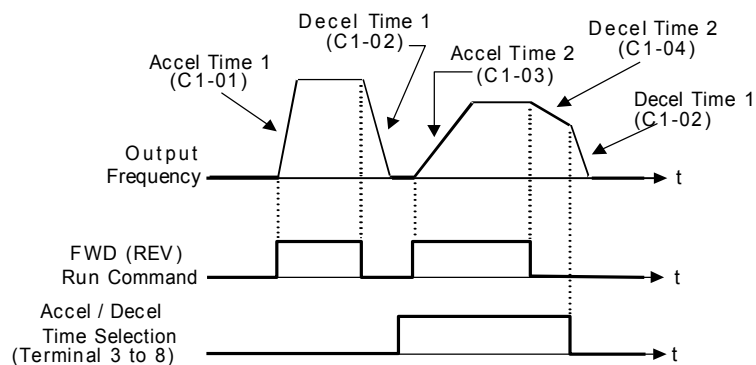 Accel Time 1
(C1-01)
Decel Time 1
(C1-02)
Accel Time 2
(C1-03)
Decel Time 2
(C1-04)
Decel Time 1
(C1-02)
Output
Frequency
t
FWD (REV)
Run Command
t
Accel / Decel
Time Selection
(Terminal 3 to 8)
t